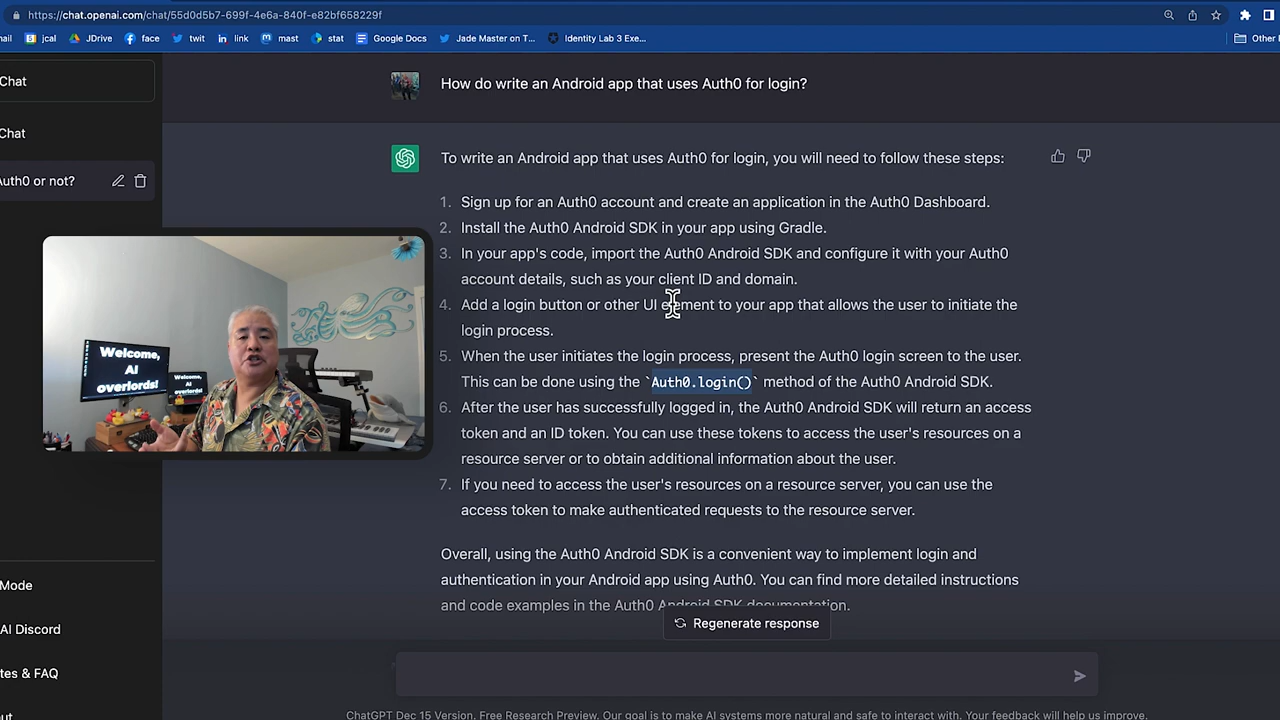 https://chat.openai.com/chat/55d0d5b7-699f-4e6a-840f-e82bf658229f
mail jcal JDrive face twit link mast stat Google Docs Jade Master on T... Identity Lab 3 Exe... Other
Chat
Chat
Auth0 or not?
How do write an Android app that uses Auth0 for login?
To write an Android app that uses Auth0 for login, you will need to follow these steps:
1. Sign up for an Auth0 account and create an application in the Auth0 Dashboard.
2. Install the Auth0 Android SDK in your app using Gradle.
3. In your app's code, import the Auth0 Android SDK and configure it with your Auth0
account details, such as your client ID and domain.
4. Add a login button or other UI element to your app that allows the user to initiate the
login process.
5. When the user initiates the login process, present the Auth0 login screen to the user.
This can be done using the `Auth0.login()` method of the Auth0 Android SDK.
6. After the user has successfully logged in, the Auth0 Android SDK will return an access
token and an ID token. You can use these tokens to access the user's resources on a
resource server or to obtain additional information about the user.
7. If you need to access the user's resources on a resource server, you can use the
access token to make authenticated requests to the resource server.
Overall, using the Auth0 Android SDK is a convenient way to implement login and
authentication in your Android app using Auth0. You can find more detailed instructions
and code examples in the Auth0 Android SDK documentation.
Regenerate response
ChatGPT Dec 15 Version. Free Research Preview. Our goal is to make AI systems more natural and safe to interact with. Your feedback will help us improve.
Welcome,
AI
overlords!
Welcome,
AI
overlords!
Mode
AI Discord
tes & FAQ
out